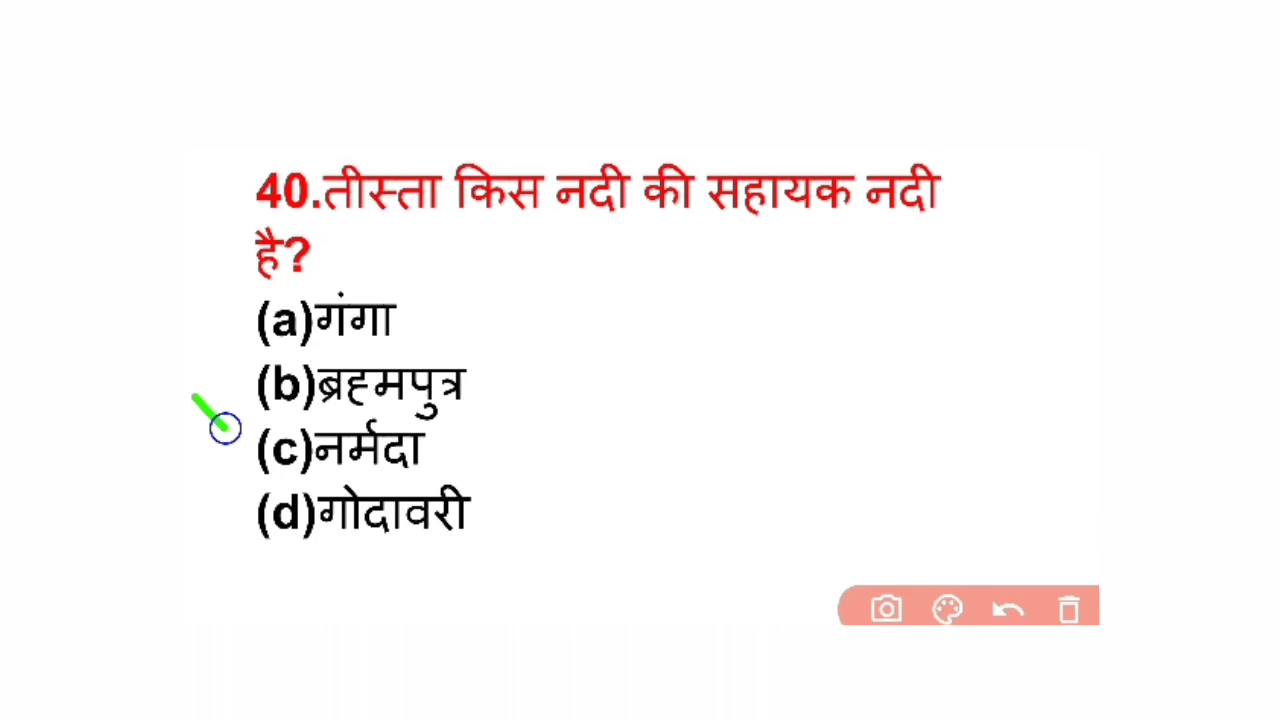 40.तीस्ता किस नदी की सहायक नदी
है?
(a)गंगा
(b)ब्रह्मपुत्र
(c)नर्मदा
(d)गोदावरी